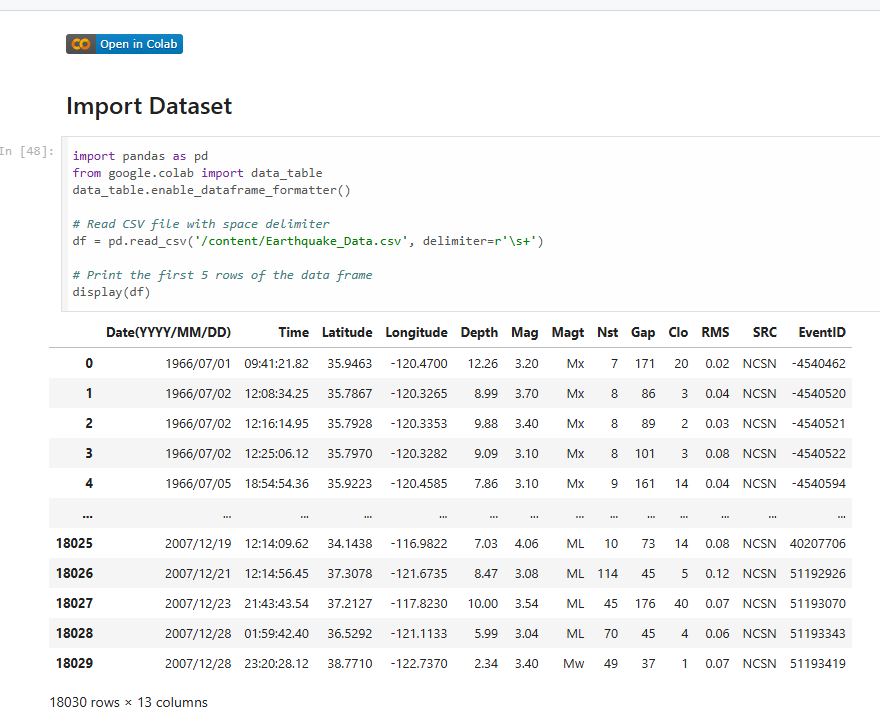 Open in Colab
Import Dataset
In [48]:
import pandas as pd
from google.colab import data_table
data_table.enable_dataframe_formatter()
# Read CSV file with space delimiter
df = pd.read_csv('/content/Earthquake_Data.csv', delimiter=r'\s+')
# Print the first 5 rows of the data frame
display(df)
Date(YYYY/MM/DD) Time Latitude Longitude Depth Mag Magt Nst Gap Clo RMS SRC EventID
0 1966/07/01 09:41:21.82 35.9463 -120.4700 12.26 3.20 Mx 7 171 20 0.02 NCSN -4540462
1 1966/07/02 12:08:34.25 35.7867 -120.3265 8.99 3.70 Mx 8 86 3 0.04 NCSN -4540520
2 1966/07/02 12:16:14.95 35.7928 -120.3353 9.88 3.40 Mx 8 89 2 0.03 NCSN -4540521
3 1966/07/02 12:25:06.12 35.7970 -120.3282 9.09 3.10 Mx 8 101 3 0.08 NCSN -4540522
4 1966/07/05 18:54:54.36 35.9223 -120.4585 7.86 3.10 Mx 9 161 14 0.04 NCSN -4540594
... ... ... ... ... ... ... ... ... ... ... ... ... ...
18025 2007/12/19 12:14:09.62 34.1438 -116.9822 7.03 4.06 ML 10 73 14 0.08 NCSN 40207706
18026 2007/12/21 12:14:56.45 37.3078 -121.6735 8.47 3.08 ML 114 45 5 0.12 NCSN 51192926
18027 2007/12/23 21:43:43.54 37.2127 -117.8230 10.00 3.54 ML 45 176 40 0.07 NCSN 51193070
18028 2007/12/28 01:59:42.40 36.5292 -121.1133 5.99 3.04 ML 70 45 4 0.06 NCSN 51193343
18029 2007/12/28 23:20:28.12 38.7710 -122.7370 2.34 3.40 Mw 49 37 1 0.07 NCSN 51193419
18030 rows × 13 columns